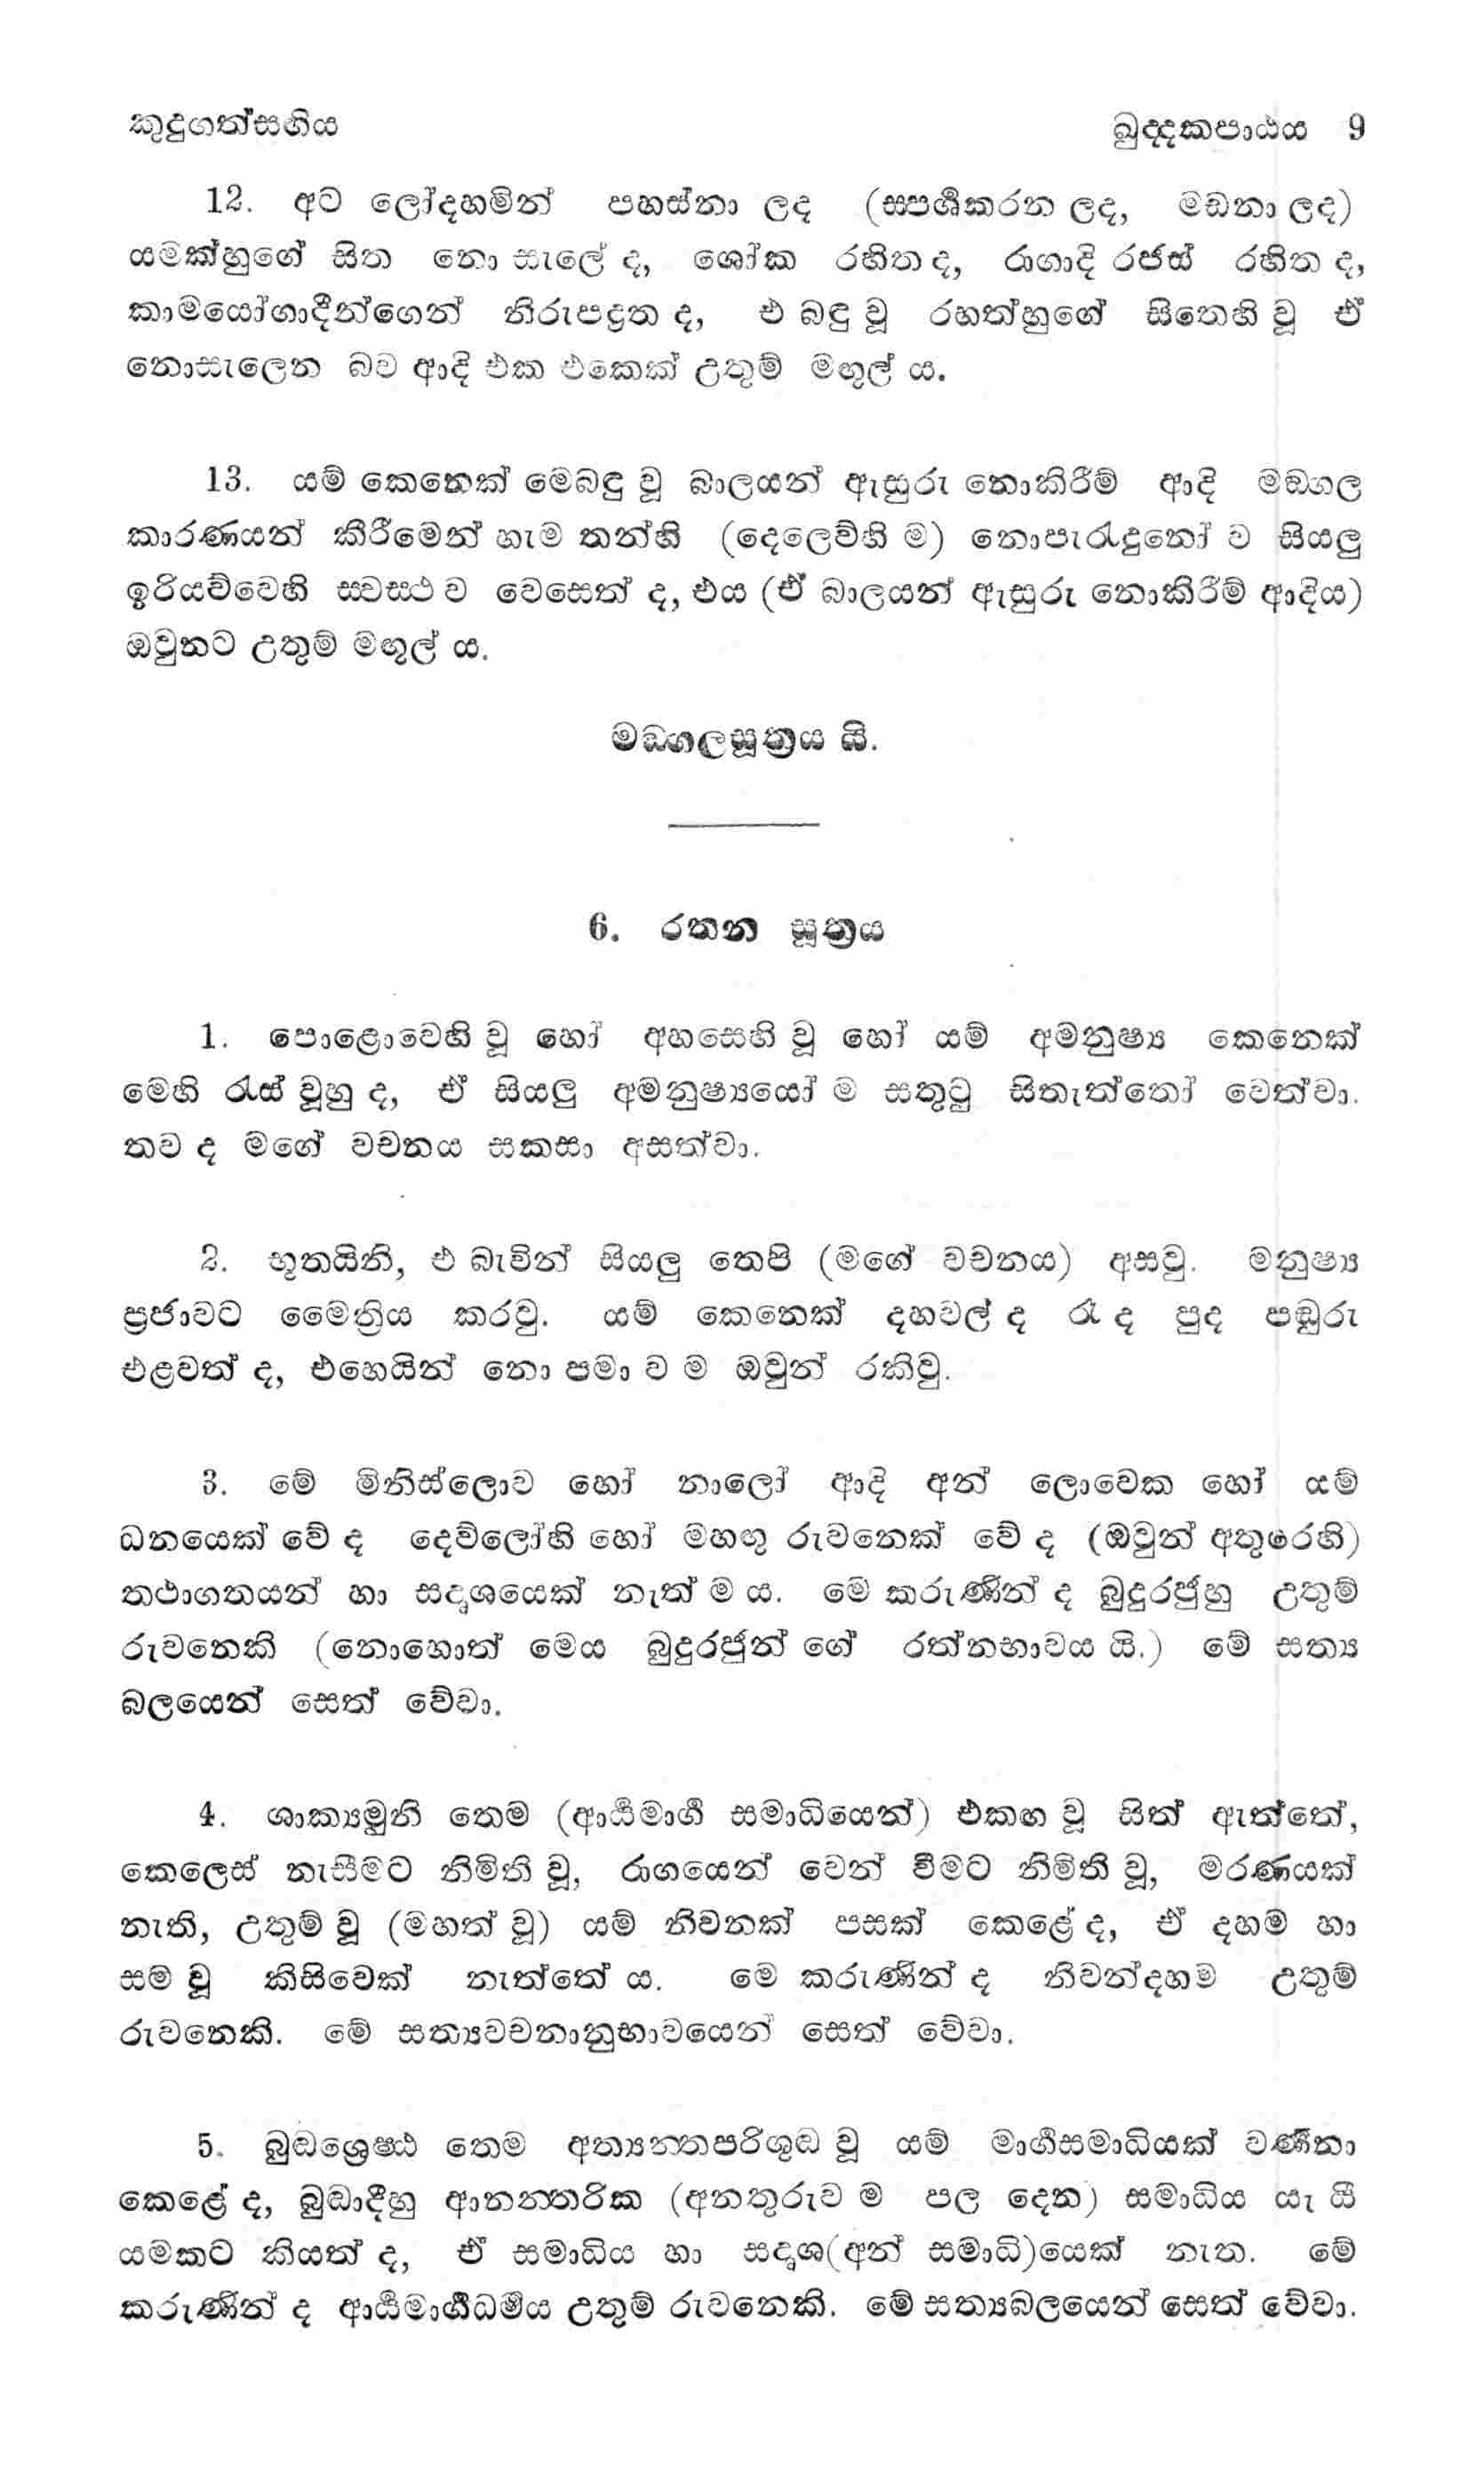 කුදුගත්සඟිය ඛුද්දකපාඨය 9
12. අට ලෝදහමින් පහස්නා ලද (ස්පර්ශකරන ලද, මඩනා ලද)
යමක්හුගේ සිත නො සැලේ ද, ශෝක රහිත ද, රාගාදි රජස් රහිත ද,
කාමයෝගාදීන්ගෙන් නිරුපද්‍රැත ද, එ බඳු වූ රහත්හුගේ සිතෙහි වූ ඒ
නොසැලෙන බව ආදි එක එකෙක් උතුම් මඟුල් ය.
13. යම් කෙනෙක් මෙබඳු වූ බාලයන් ඇසුරු නොකිරීම් ආදි මඞ්ගල
කාරණයන් කීරීමෙන් හැම තන්හි (දෙලෙව්හි ම) නොපැරැදුනෝ ව සියලු
ඉරියව්වෙහි ස්වස්ථ ව වෙසෙත් ද, එය (ඒ බාලයන් ඇසුරු නොකිරීම් ආදිය)
ඔවුනට උතුම් මඟුල් ය.
මඞ්ගලසූත්‍රය යි.
6. රතන සූත්‍රය
1. පොළොවෙහි වූ හෝ අහසෙහි වූ හෝ යම් අමනුෂ්‍ය කෙනෙක්
මෙහි රැස් වූහු ද, ඒ සියලු අමනුෂ්‍යයෝ ම සතුටු සිතැත්තෝ වෙත්වා.
තව ද මගේ වචනය සකසා අසත්වා.
2. භූතයිනි, එ බැවින් සියලු තෙපි (මගේ වචනය) අසවු. මනුෂ්‍ය
ප්‍රජාවට මෛත්‍රිය කරවු. යම් කෙනෙක් දහවල් ද රෑ ද පුද පඬුරු
එළවත් ද, එහෙයින් නො පමා ව ම ඔවුන් රකිවු.
3. මේ මිනිස්ලොව හෝ නාලෝ ආදි අන් ලොවෙක හෝ යම්
ධනයෙක් වේ ද දෙව්ලෝහි හෝ මහඟු රුවනෙක් වේ ද (ඔවුන් අතුරෙහි)
තථාගතයන් හා සදෘශයෙක් නැත් ම ය. මෙ කරුණින් ද බුදුරජුහු උතුම්
රුවනෙකි (නොහොත් මෙය බුදුරජුන් ගේ රත්නභාවය යි.) මේ සත්‍ය
බලයෙන් සෙත් වේවා.
4. ශාක්‍යමුනි තෙම (ආර්‍ය්‍යමාර්ග සමාධියෙන්) එකඟ වූ සිත් ඇත්තේ,
කෙලෙස් නැසීමට නිමිති වූ, රාගයෙන් වෙන් වීමට නිමිති වූ, මරණයක්
නැති, උතුම් වූ (මහත් වූ) යම් නිවනක් පසක් කෙළේ ද, ඒ දහම් හා
සම වූ කිසිවෙක් නැත්තේ ය. මෙ කරුණින් ද නිවන්දහම උතුම්
රුවනෙකි. මේ සත්‍යවචනානුභාවයෙන් සෙත් වේවා.
5. බුද්ධශ්‍රෙෂ්ඨ තෙම අත්‍යන්තපරිශුද්ධ වූ යම් මාර්ගසමාධියක් වර්ණනා
කෙළේ ද, බුද්ධාදීහු ආනන්තරික (අනතුරුව ම පල දෙන) සමාධිය යැ යී
යමකට කියත් ද, ඒ සමාධිය හා සදෘශ(අන් සමාධි)යෙක් නැත. මේ
කරුණින් ද ආර්‍ය්‍යමාර්ගධර්මය උතුම් රුවනෙකි. මේ සත්‍යබලයෙන් සෙත් වේවා.